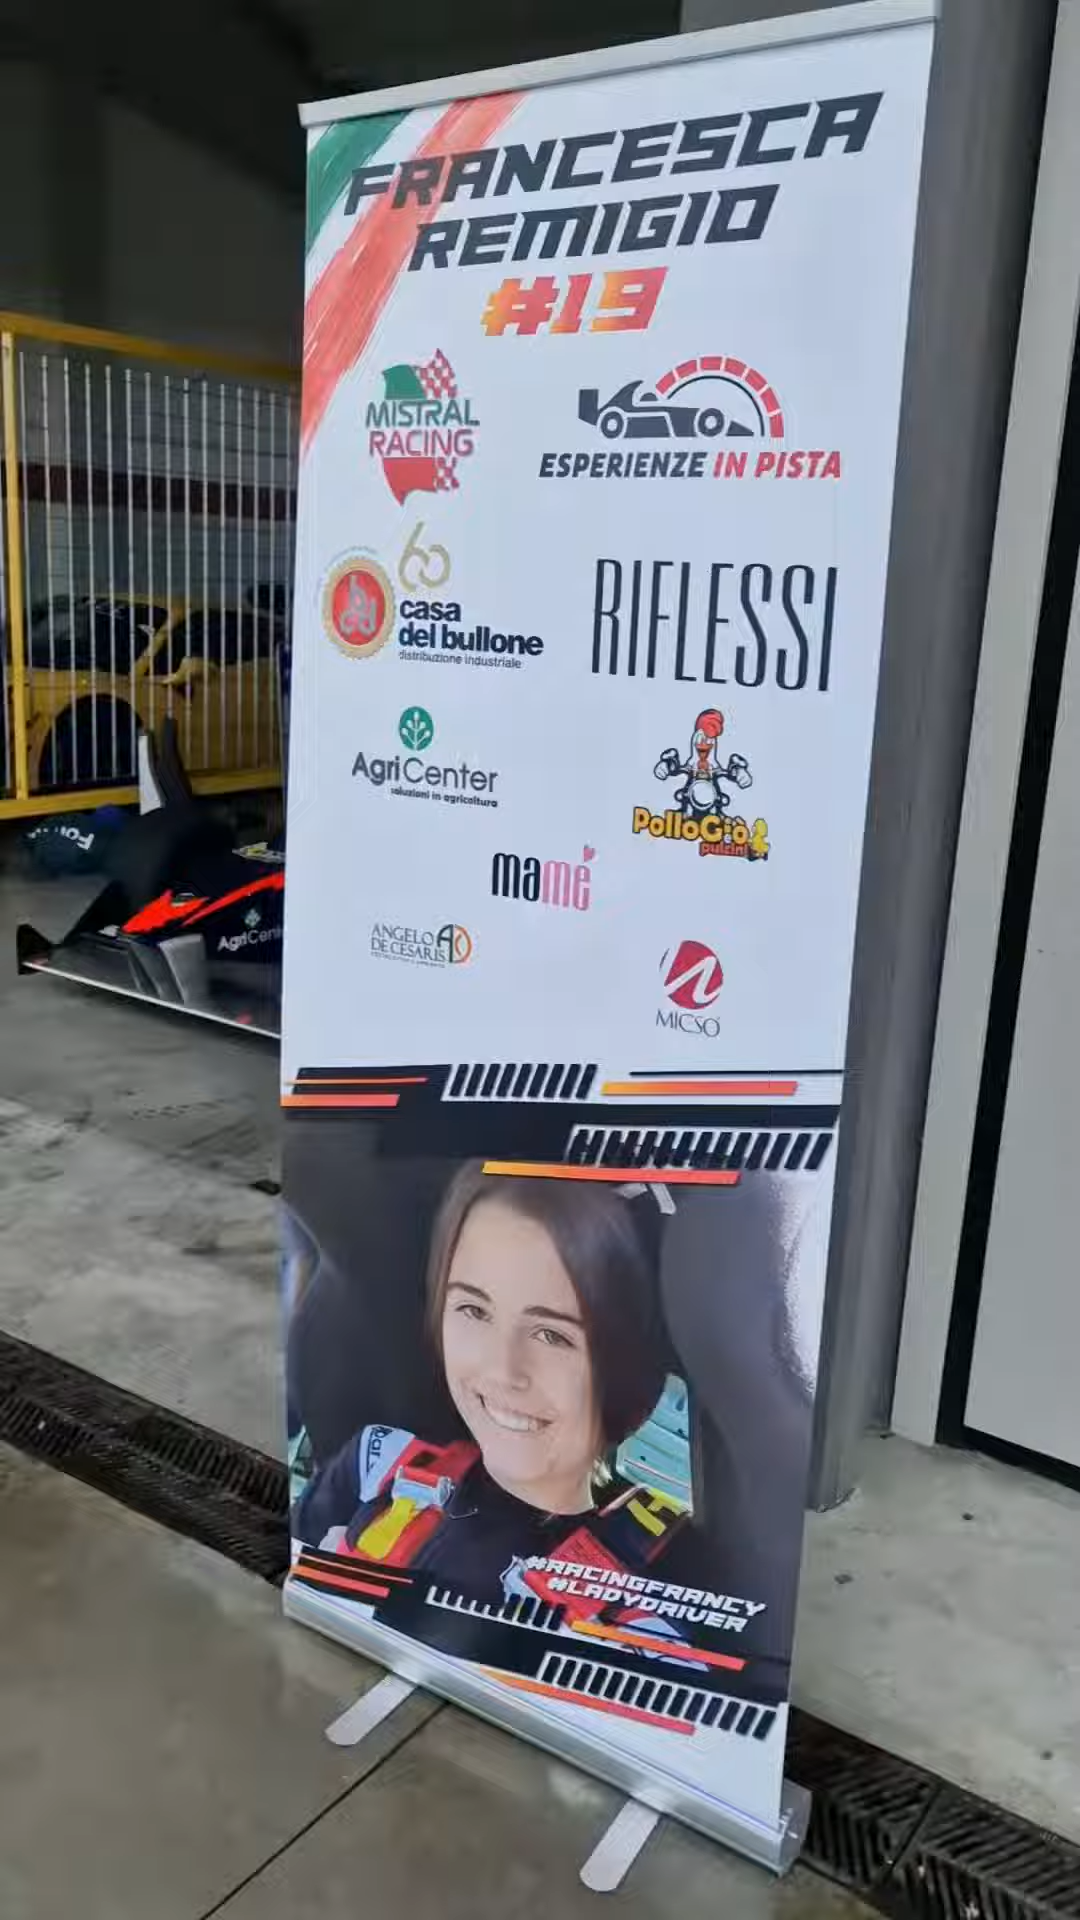 FRANCESCA
REMIGIO
#19
MISTRAL
RACING
ESPERIENZE IN PISTA
60
casa
del bullone
distribuzione industriale
RIFLESSI
AgriCenter
soluzioni in agricoltura
PolloGiò
pulcini
mamé
ANGELO
DE CESARIS
MICSO
AgriCent
#RACINGFRANCY
#LADYDRIVER